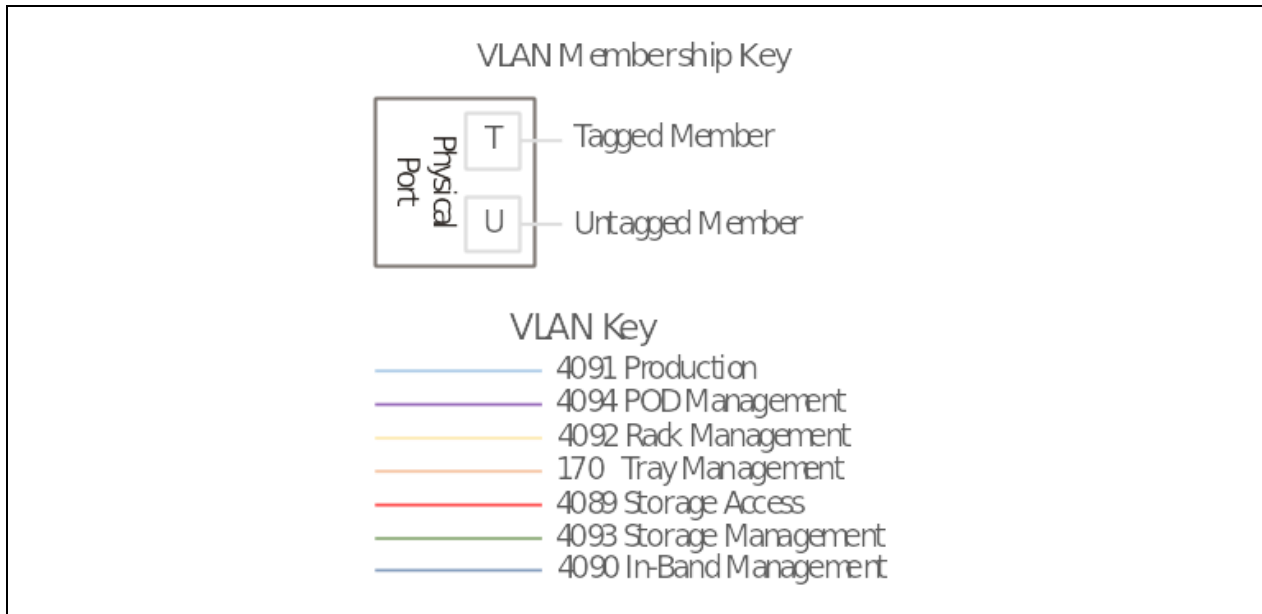 VLAN Membership Key
T
Tagged Member
Physical
Port
U
Untagged Member
VLAN Key
4091 Production
4094 POD Management
4092 Rack Management
170 Tray Management
4089 Storage Access
4093 Storage Management
4090 In-Band Management